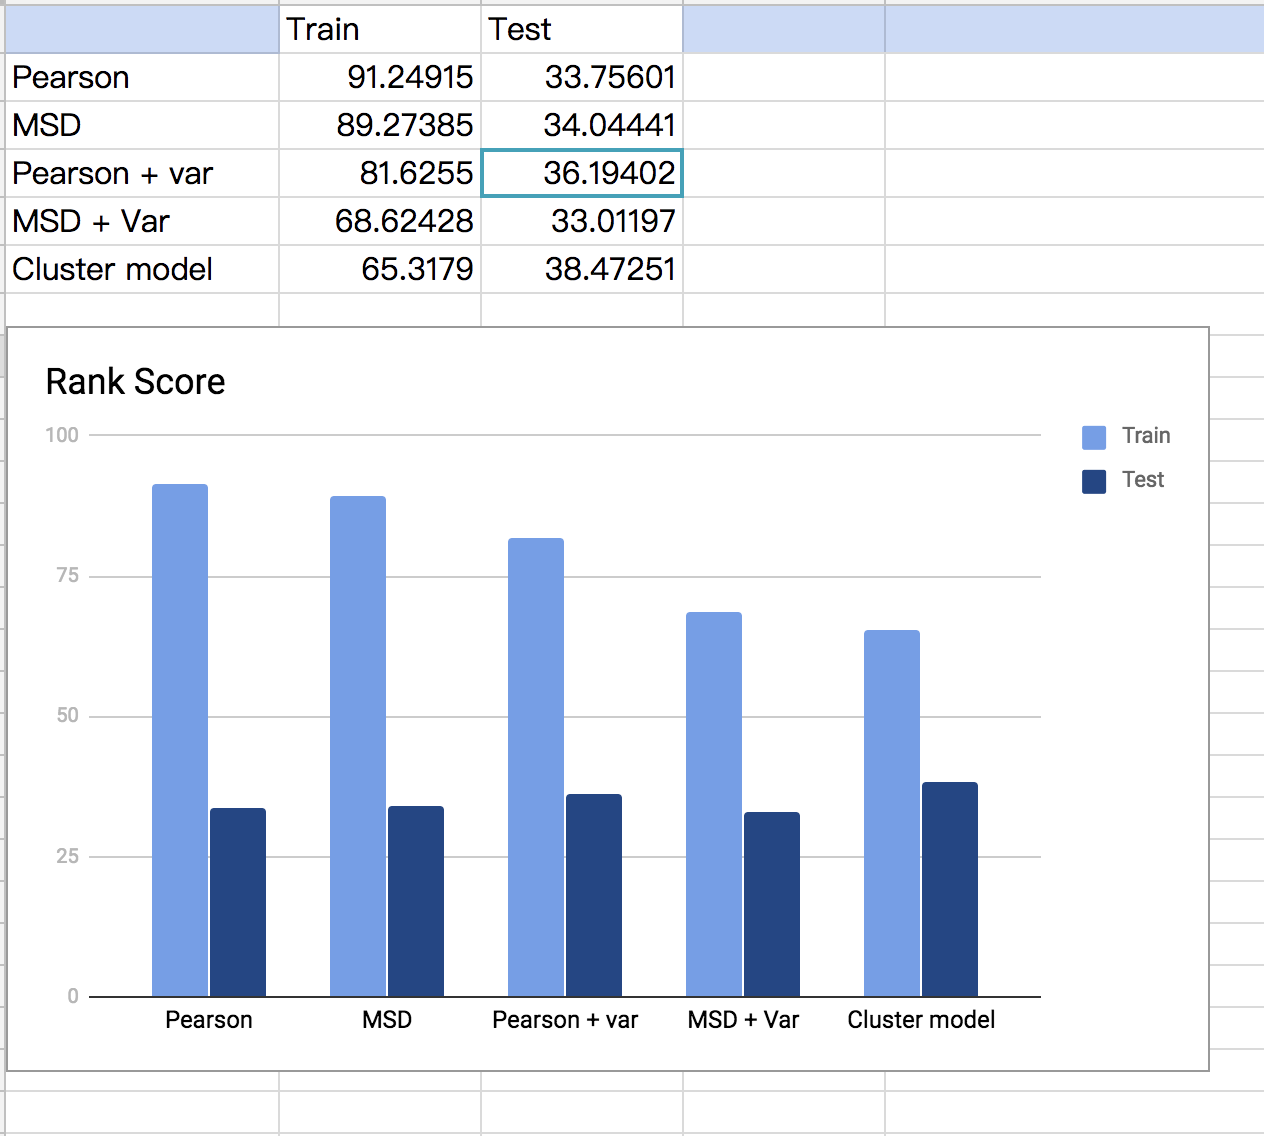 Train Test
Pearson 91.24915 33.75601
MSD 89.27385 34.04441
Pearson + var 81.6255 36.19402
MSD + Var 68.62428 33.01197
Cluster model 65.3179 38.47251
Rank Score
100
75
50
25
0
Train
Test
Pearson MSD Pearson + var MSD + Var Cluster model